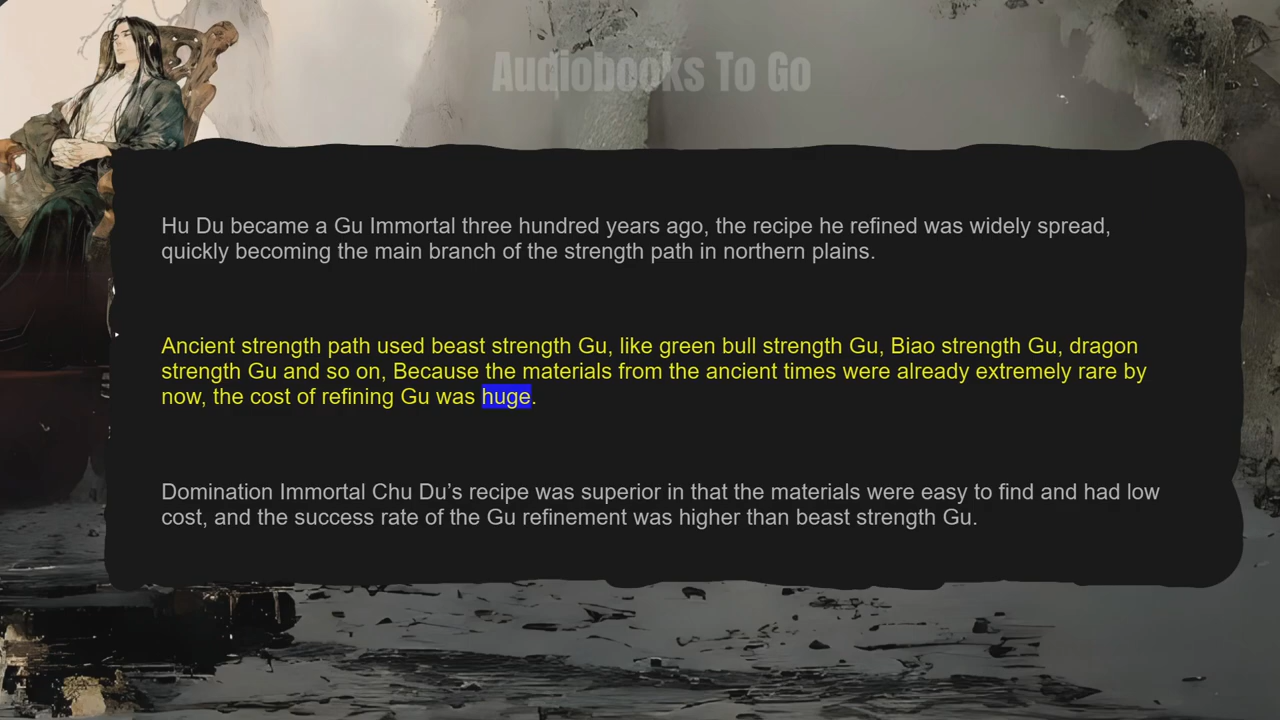 Audiobooks To Go
Hu Du became a Gu Immortal three hundred years ago, the recipe he refined was widely spread,
quickly becoming the main branch of the strength path in northern plains.
Ancient strength path used beast strength Gu, like green bull strength Gu, Biao strength Gu, dragon
strength Gu and so on, Because the materials from the ancient times were already extremely rare by
now, the cost of refining Gu was huge.
Domination Immortal Chu Du’s recipe was superior in that the materials were easy to find and had low
cost, and the success rate of the Gu refinement was higher than beast strength Gu.